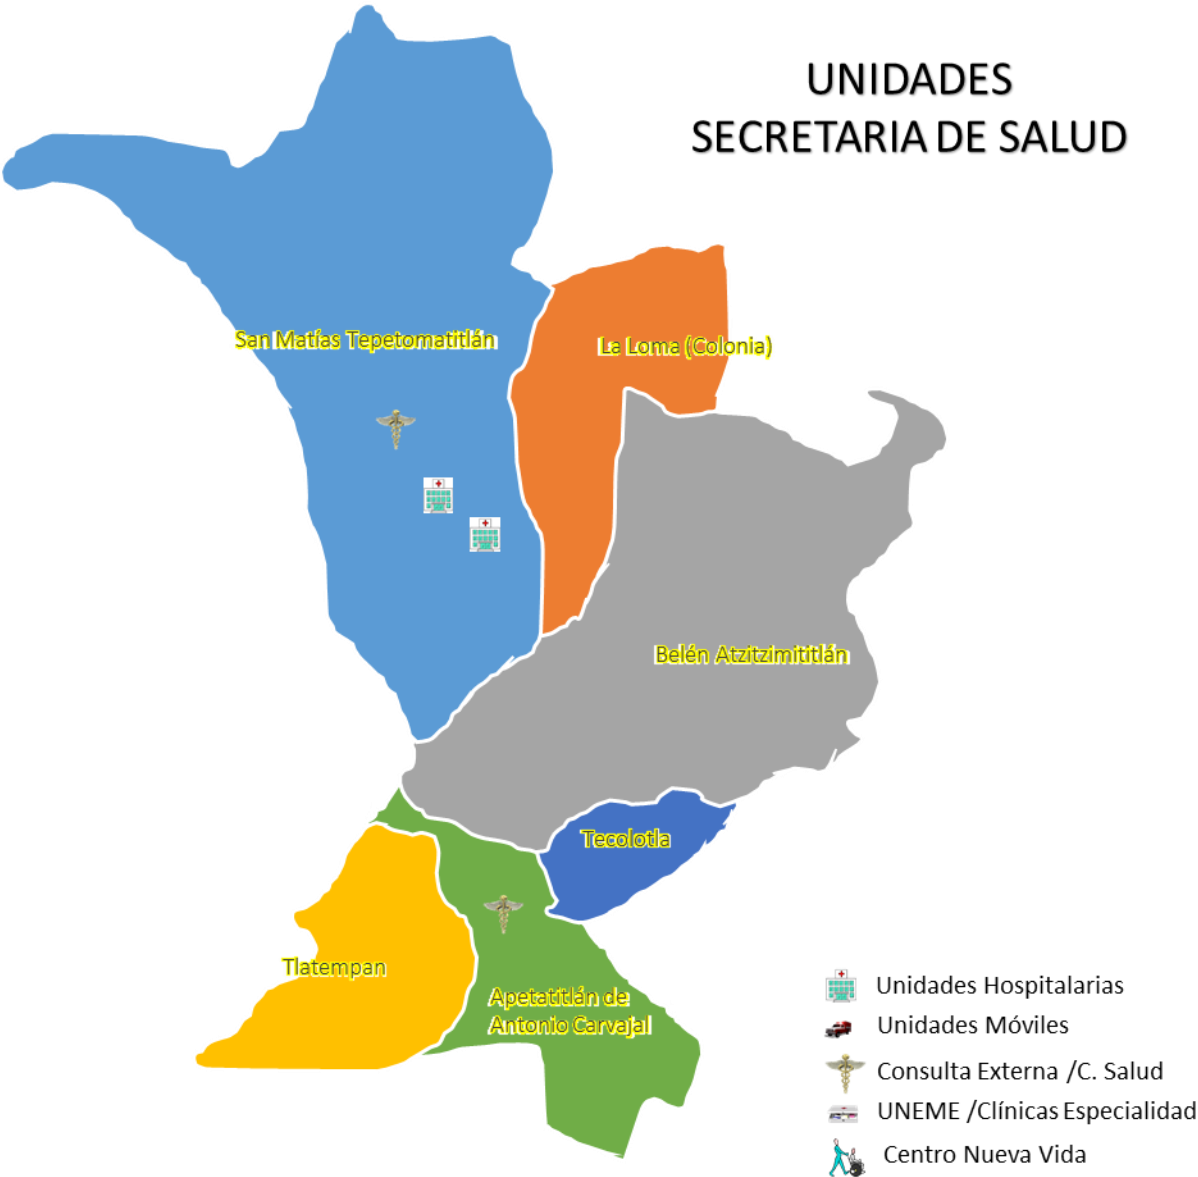 UNIDADES
SECRETARIA DE SALUD
San Matías Tepetomatitlán
La Loma (Colonia)
Belén Atzitzimititlán
Tecolotla
Tlatempan
Apetatitlán de
Antonio Carvajal
Unidades Hospitalarias
Unidades Móviles
Consulta Externa /C. Salud
UNEME /Clínicas Especialidad
Centro Nueva Vida